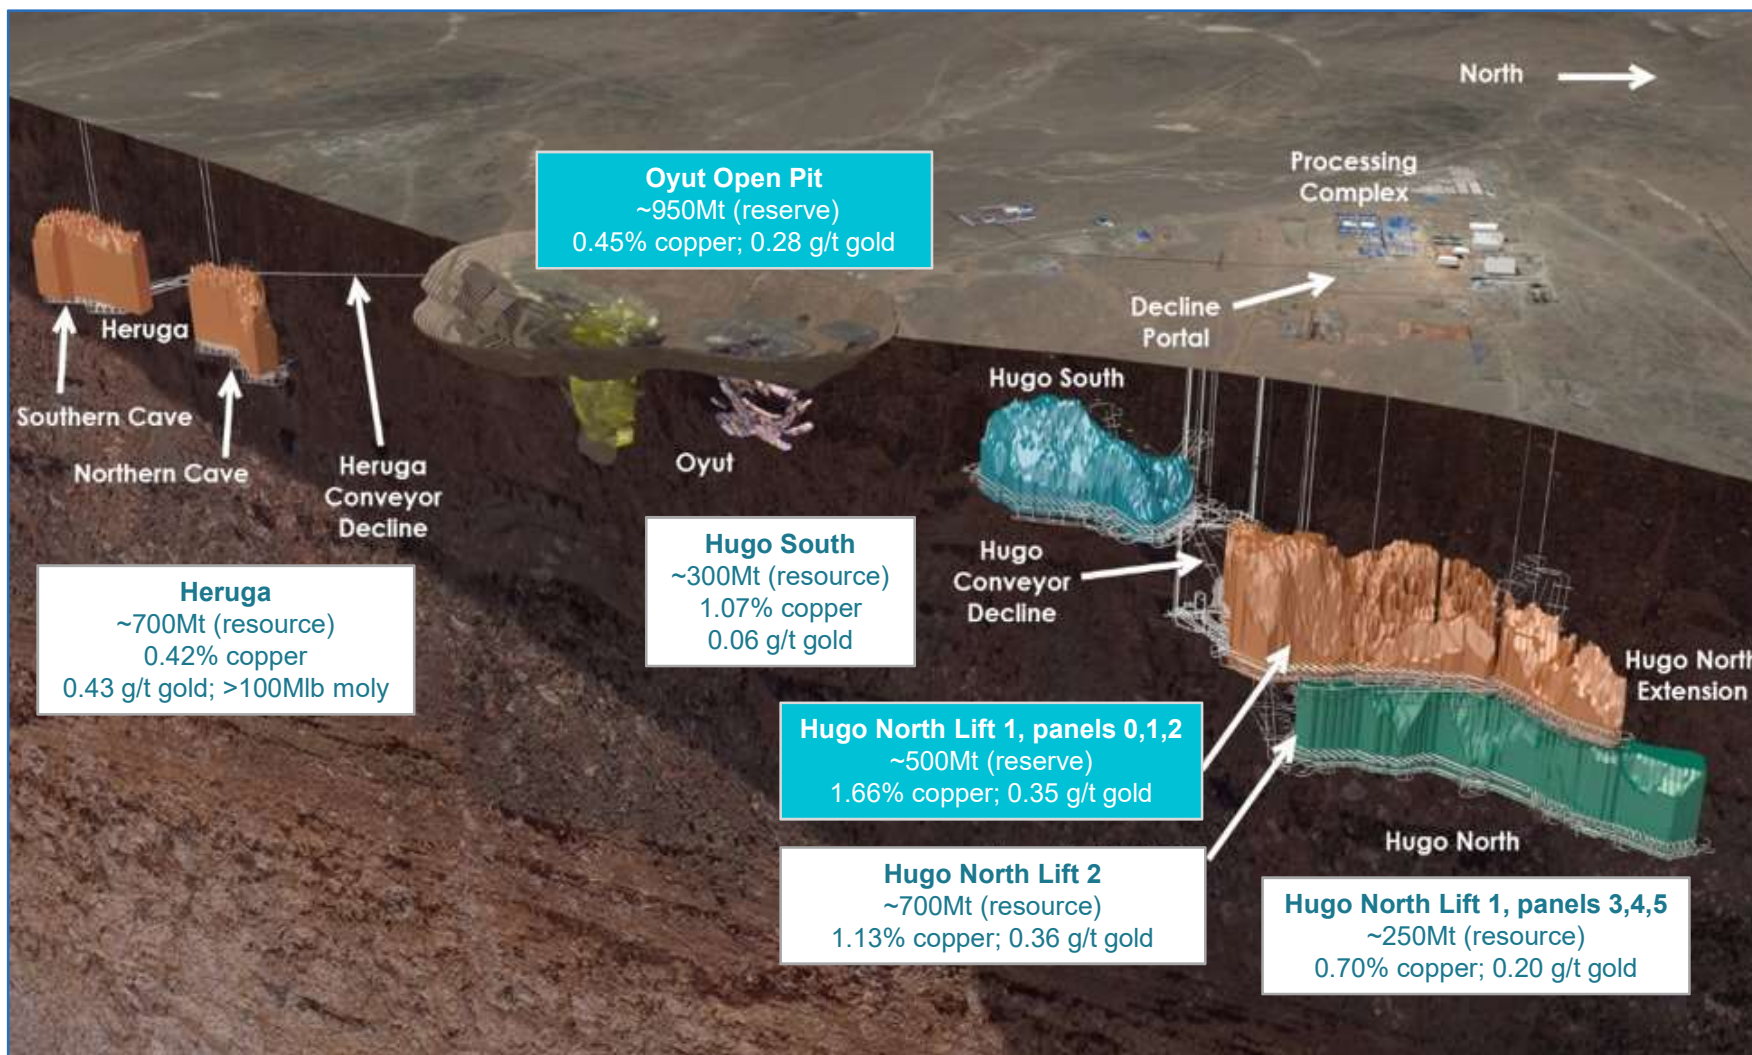 North
Processing
Complex
Oyut Open Pit
~950Mt (reserve)
0.45% copper; 0.28 g/t gold
Decline
Portal
Heruga
Southern Cave
Northern Cave
Heruga
Conveyor
Decline
Oyut
Hugo South
Hugo
Conveyor
Decline
Hugo North
Extension
Hugo North
Heruga
~700Mt (resource)
0.42% copper
0.43 g/t gold; >100Mlb moly
Hugo South
~300Mt (resource)
1.07% copper
0.06 g/t gold
Hugo North Lift 1, panels 0,1,2
~500Mt (reserve)
1.66% copper; 0.35 g/t gold
Hugo North Lift 2
~700Mt (resource)
1.13% copper; 0.36 g/t gold
Hugo North Lift 1, panels 3,4,5
~250Mt (resource)
0.70% copper; 0.20 g/t gold